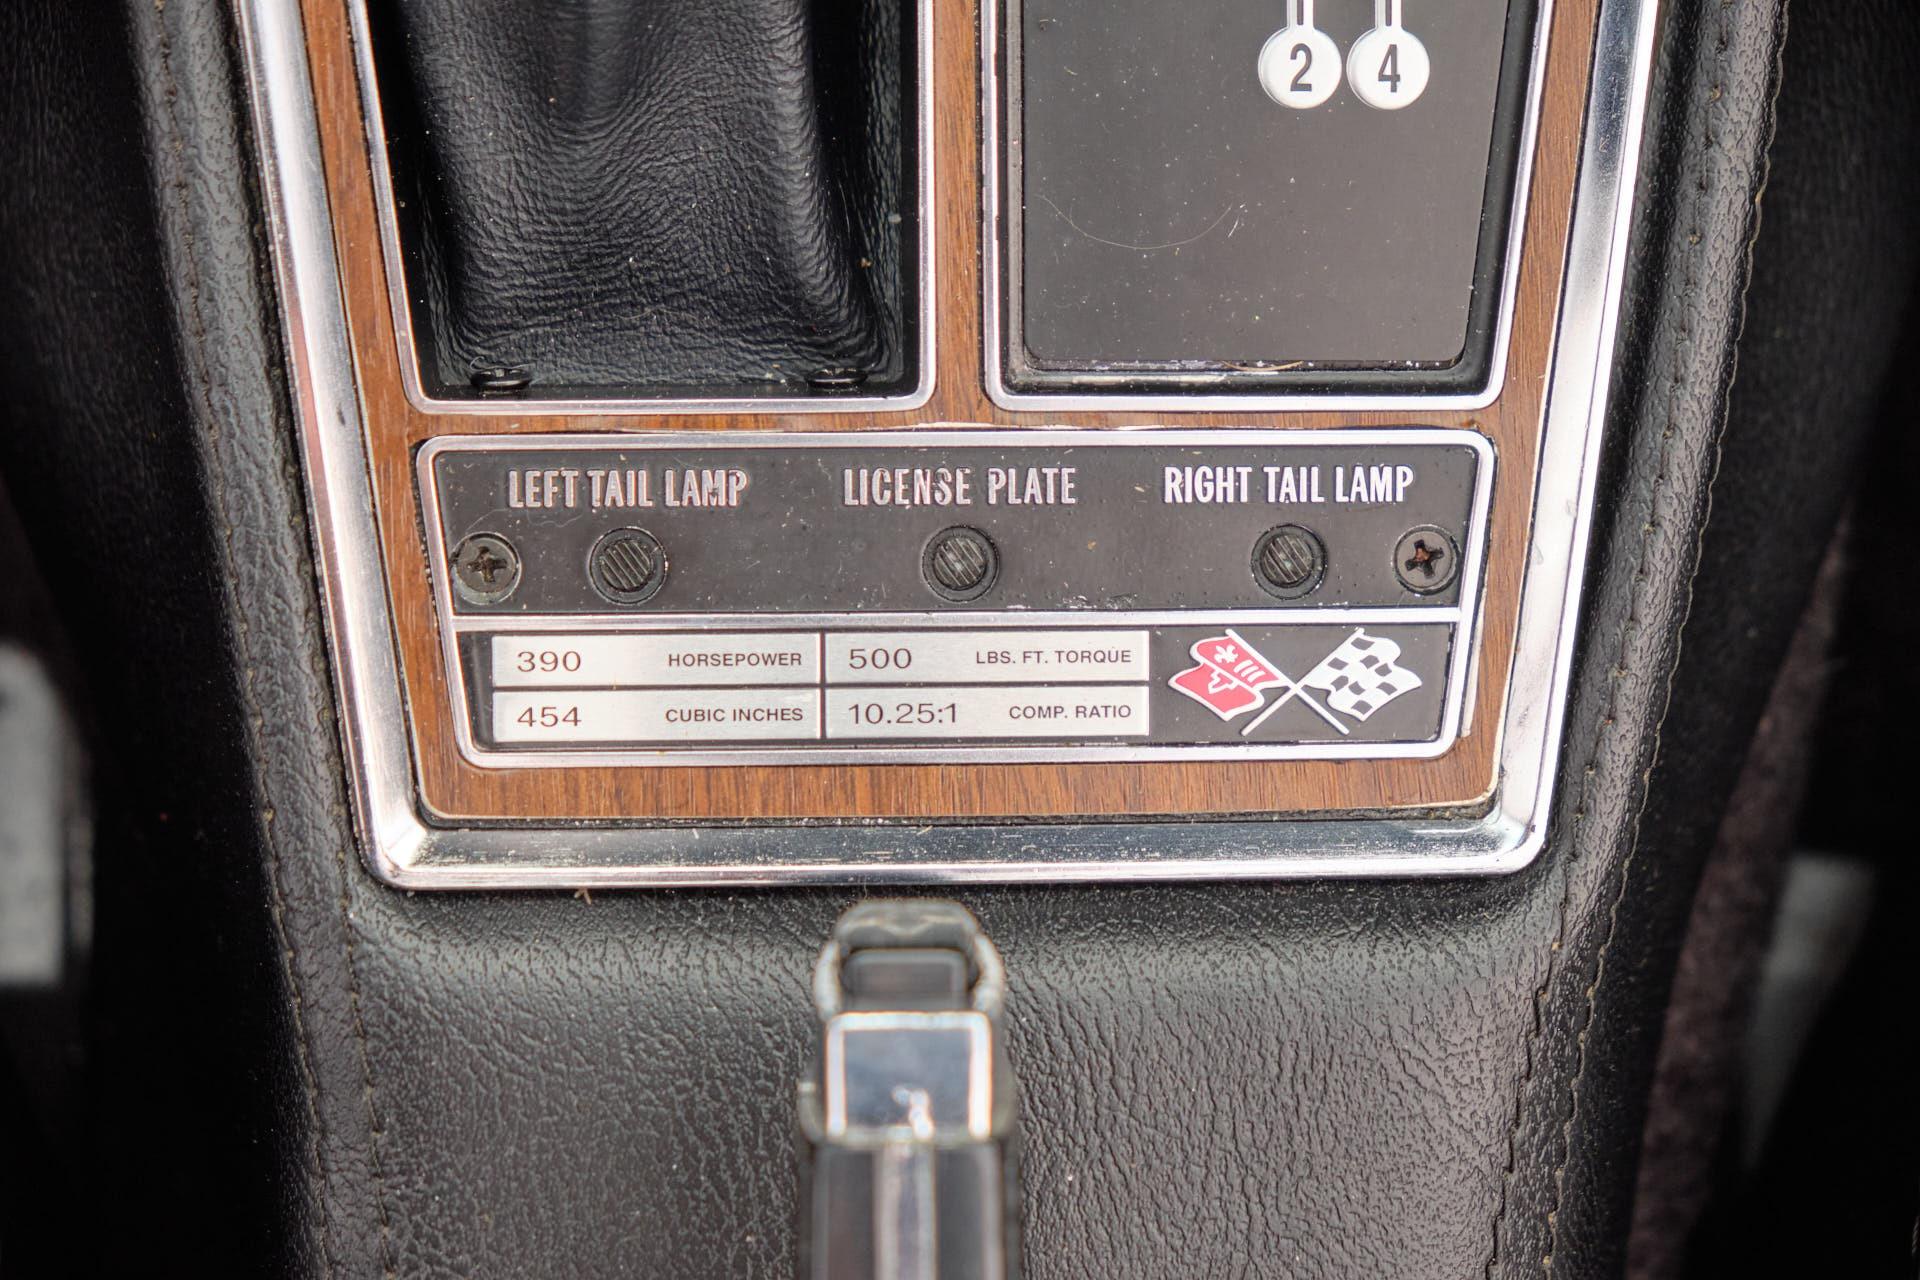 2 4
LEFT TAIL LAMP LICENSE PLATE RIGHT TAIL LAMP
390 HORSEPOWER 500 LBS. FT. TORQUE
454 CUBIC INCHES 10.25:1 COMP. RATIO